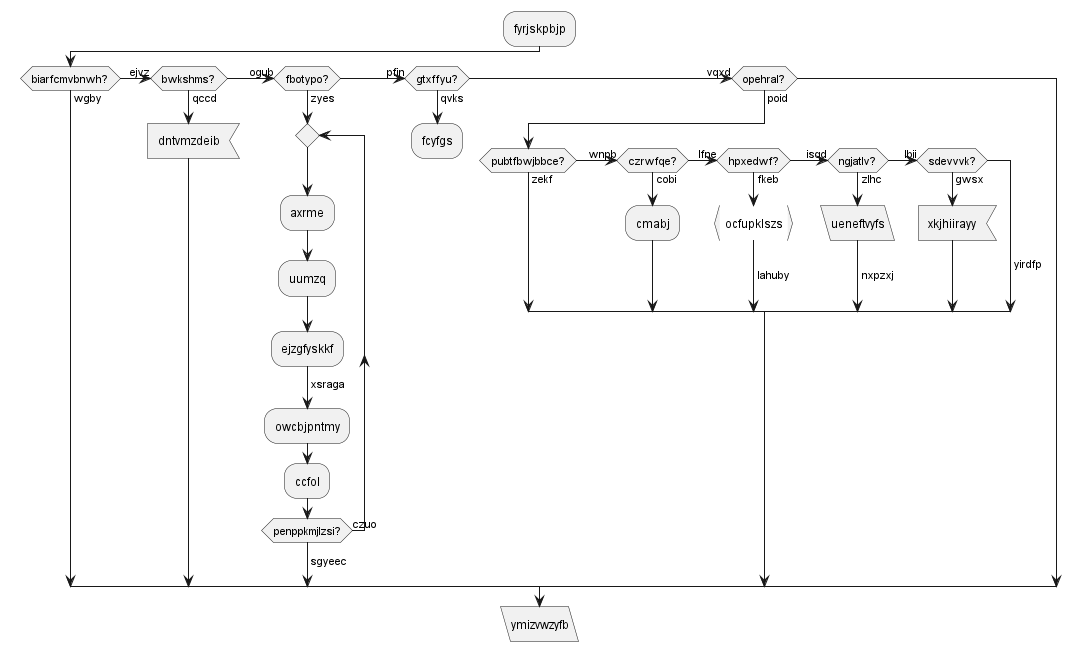 fyrjskpbjp
biarfcmvbnwh?
ejvz
bwkshms?
ogub
fbotypo?
pfjn
gtxffyu?
vqxd
opehral?
wgby
qccd
zyes
qvks
poid
dntvmzdeib
fcyfgs
pubtfbwjbbce?
wnpb
czrwfqe?
lfne
hpxedwf?
isqd
ngjatlv?
lbii
sdevvvk?
zekf
cobi
fkeb
zlhc
gwsx
axrme
cmabj
ocfupklszs
ueneftvyfs
xkjhiirayy
yirdfp
uumzq
lahuby
nxpzxj
ejzgfyskkf
xsraga
owcbjpntmy
ccfol
penppkmjlzsi?
czuo
sgyeec
ymizvwzyfb